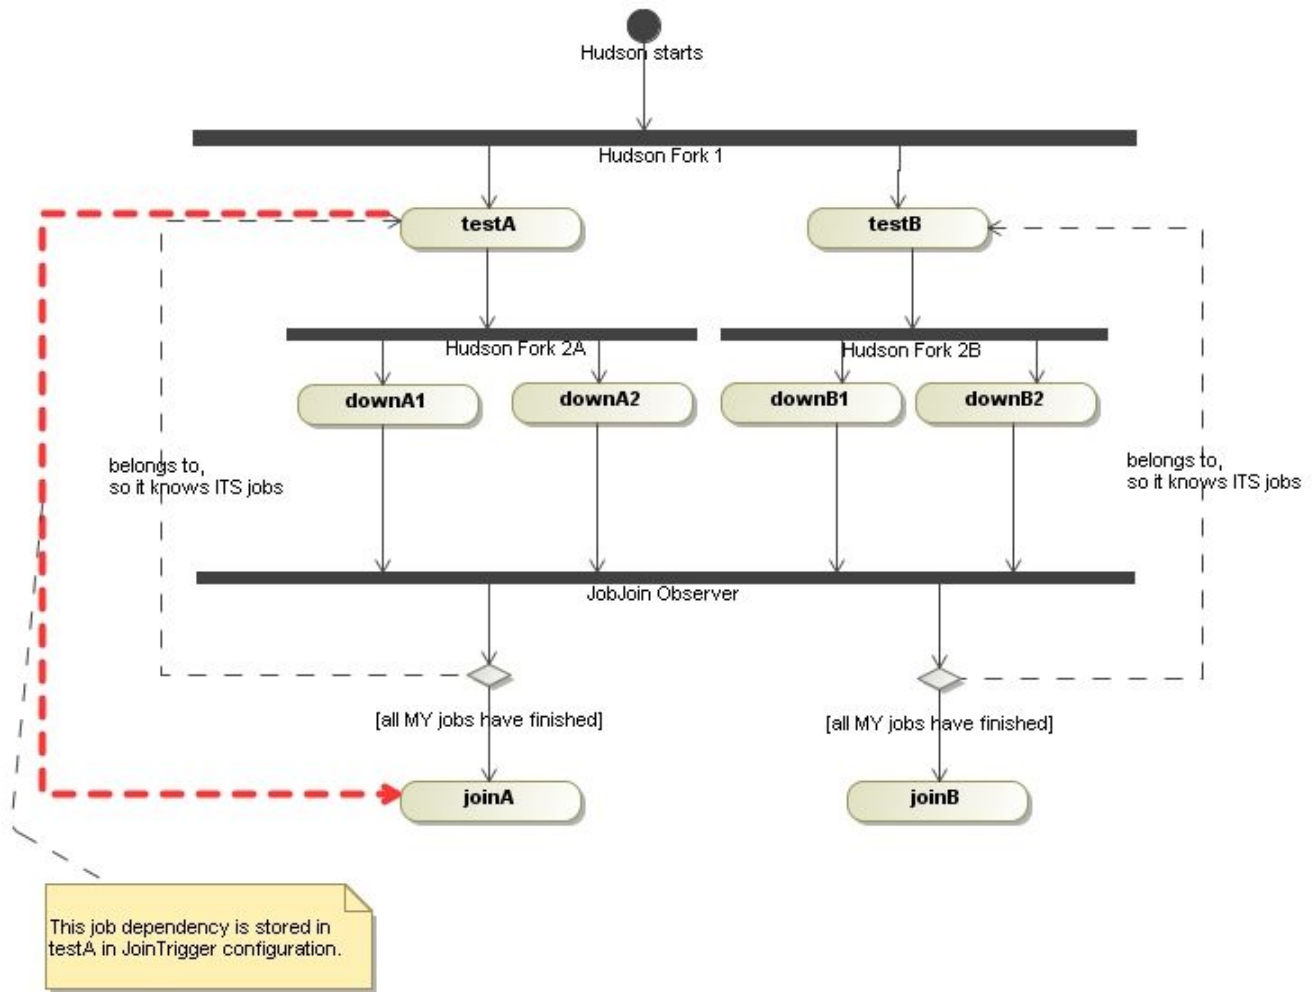 Hudson starts
Hudson Fork 1
testA
testB
Hudson Fork 2A
Hudson Fork 2B
downA1
downA2
downB1
downB2
belongs to,
so it knows ITS jobs
belongs to,
so it knows ITS jobs
JobJoin Observer
[all MY jobs have finished]
[all MY jobs have finished]
joinA
joinB
This job dependency is stored in
testA in JoinTrigger configuration.